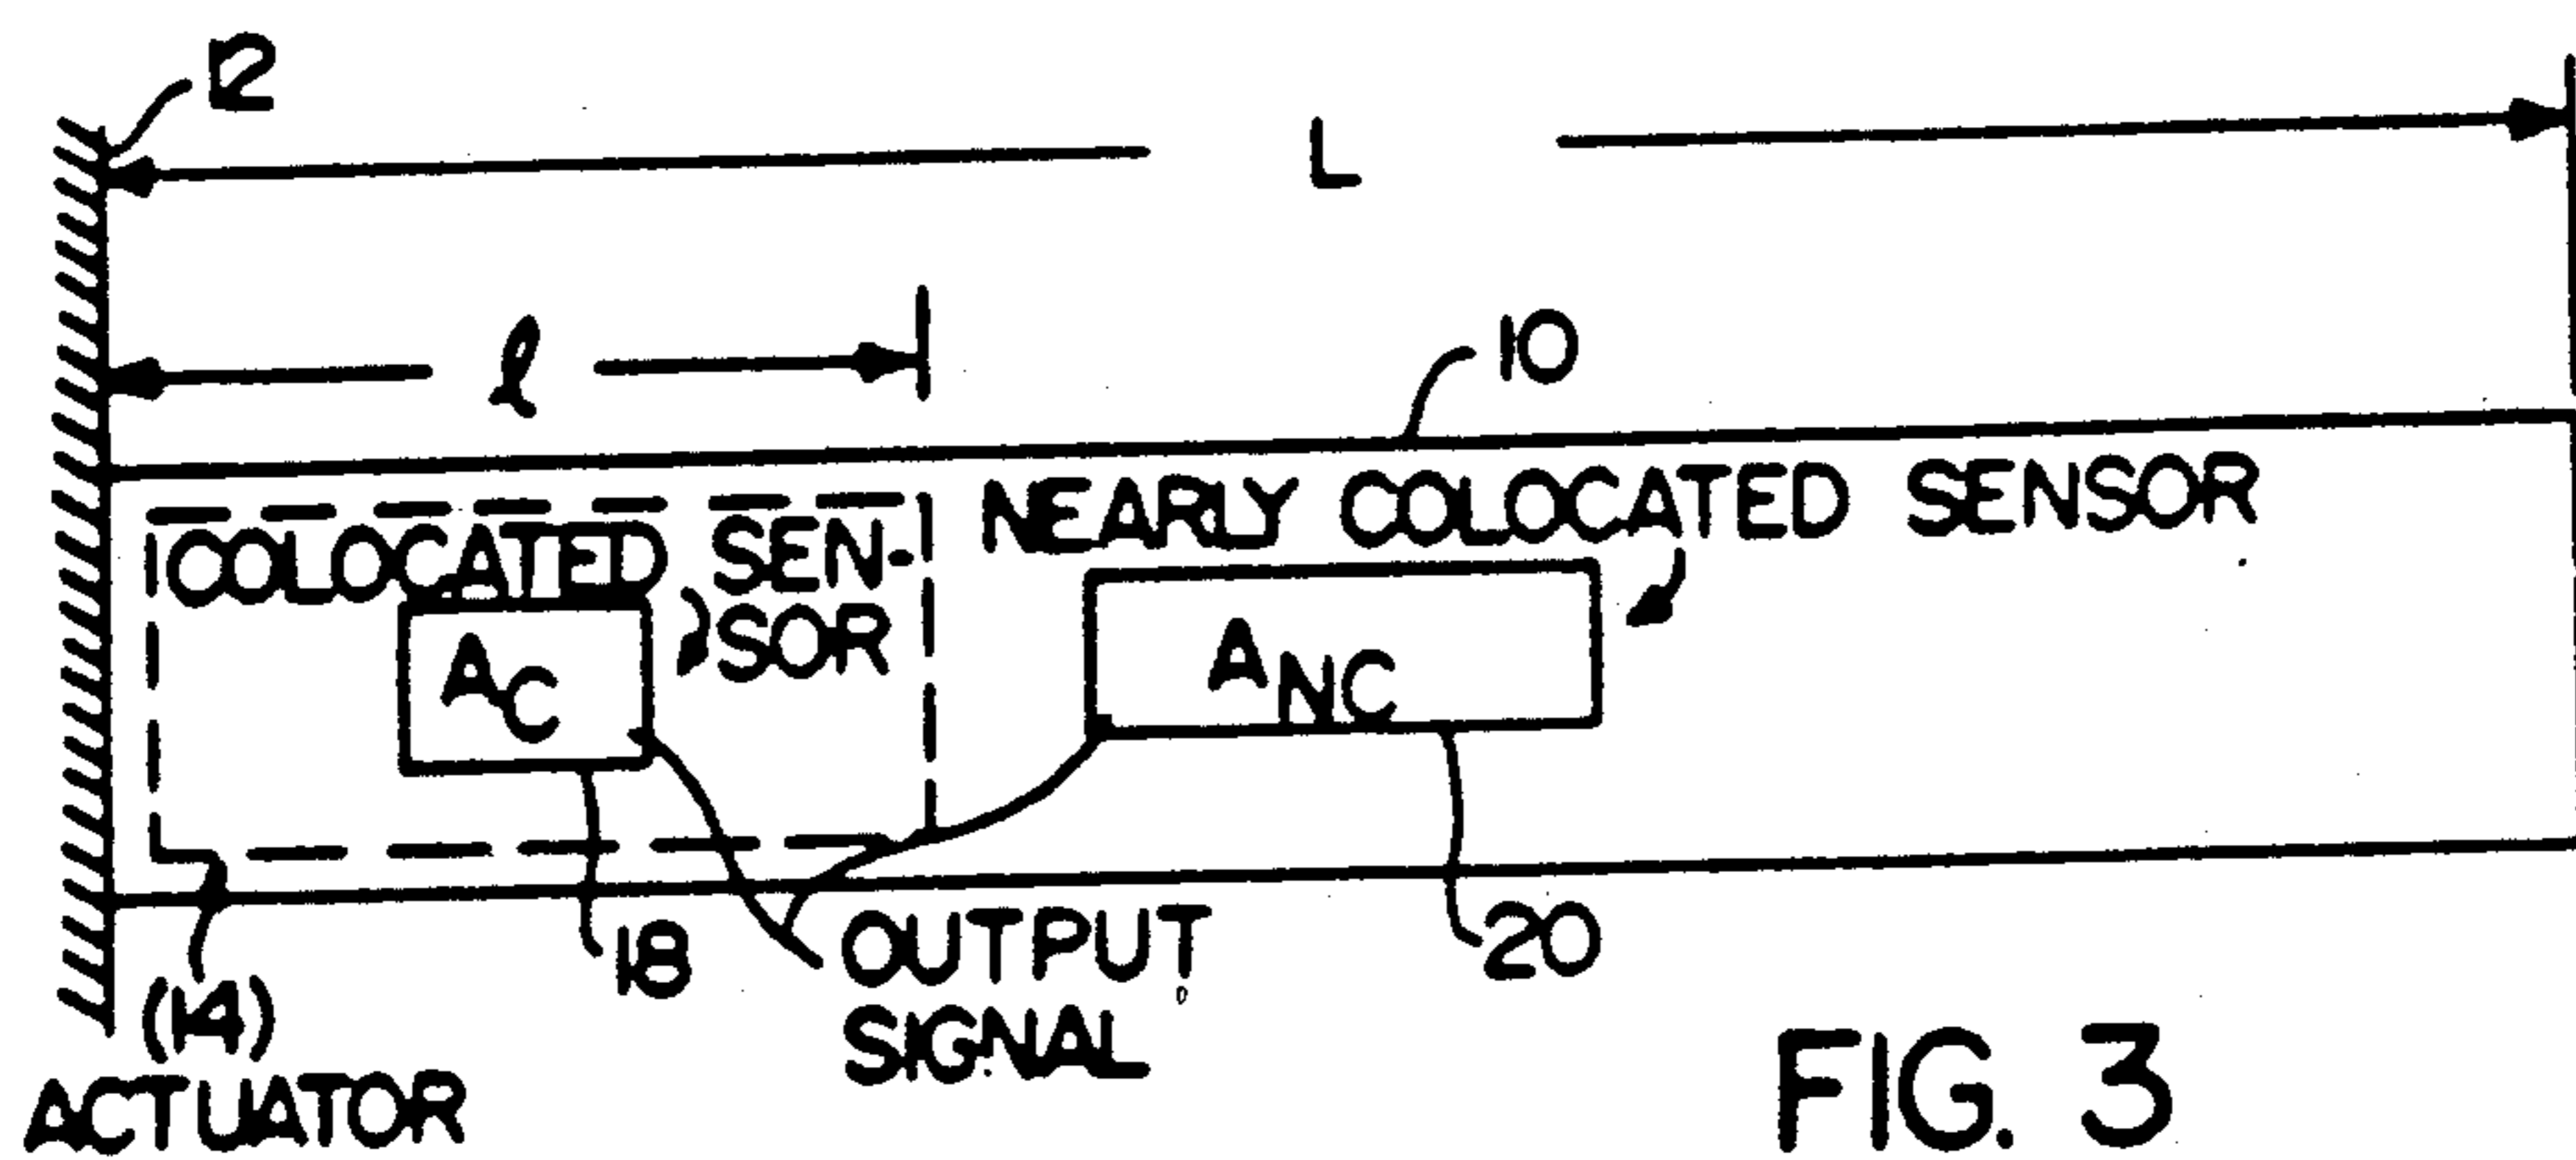 12
L
ℓ
10
NEARLY COLOCATED SENSOR
COLOCATED SEN-
SOR
AC
ANC
18
20
(14)
ACTUATOR
OUTPUT
SIGNAL
FIG. 3